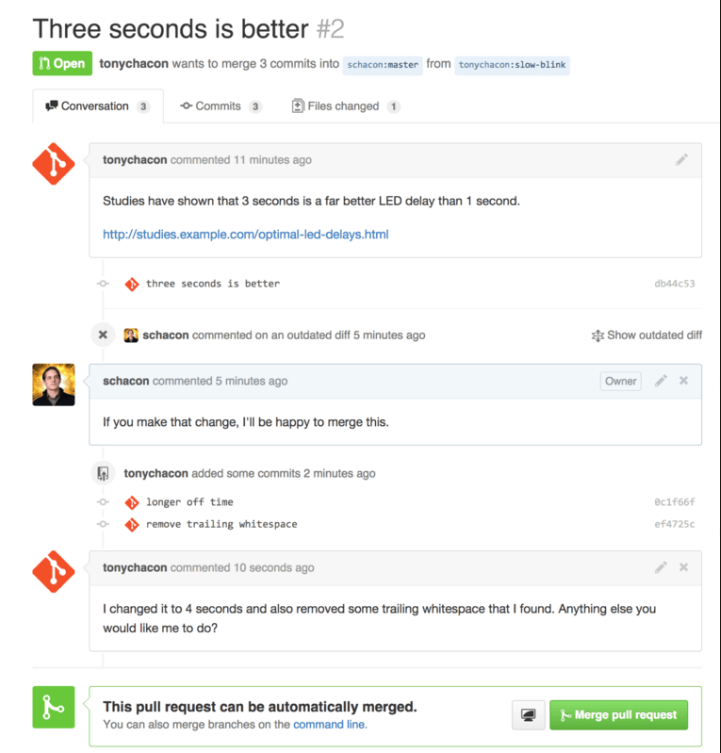 Three seconds is better #2
Open tonychacon wants to merge 3 commits into schacon:master from tonychacon:slow-blink
Conversation 3 Commits 3 Files changed 1
tonychacon commented 11 minutes ago
Studies have shown that 3 seconds is a far better LED delay than 1 second.
http://studies.example.com/optimal-led-delays.html
three seconds is better db44c53
schacon commented on an outdated diff 5 minutes ago Show outdated diff
schacon commented 5 minutes ago Owner
If you make that change, I'll be happy to merge this.
tonychacon added some commits 2 minutes ago
longer off time 0c1f66f
remove trailing whitespace ef4725c
tonychacon commented 10 seconds ago
I changed it to 4 seconds and also removed some trailing whitespace that I found. Anything else you
would like me to do?
This pull request can be automatically merged.
You can also merge branches on the command line.
Merge pull request